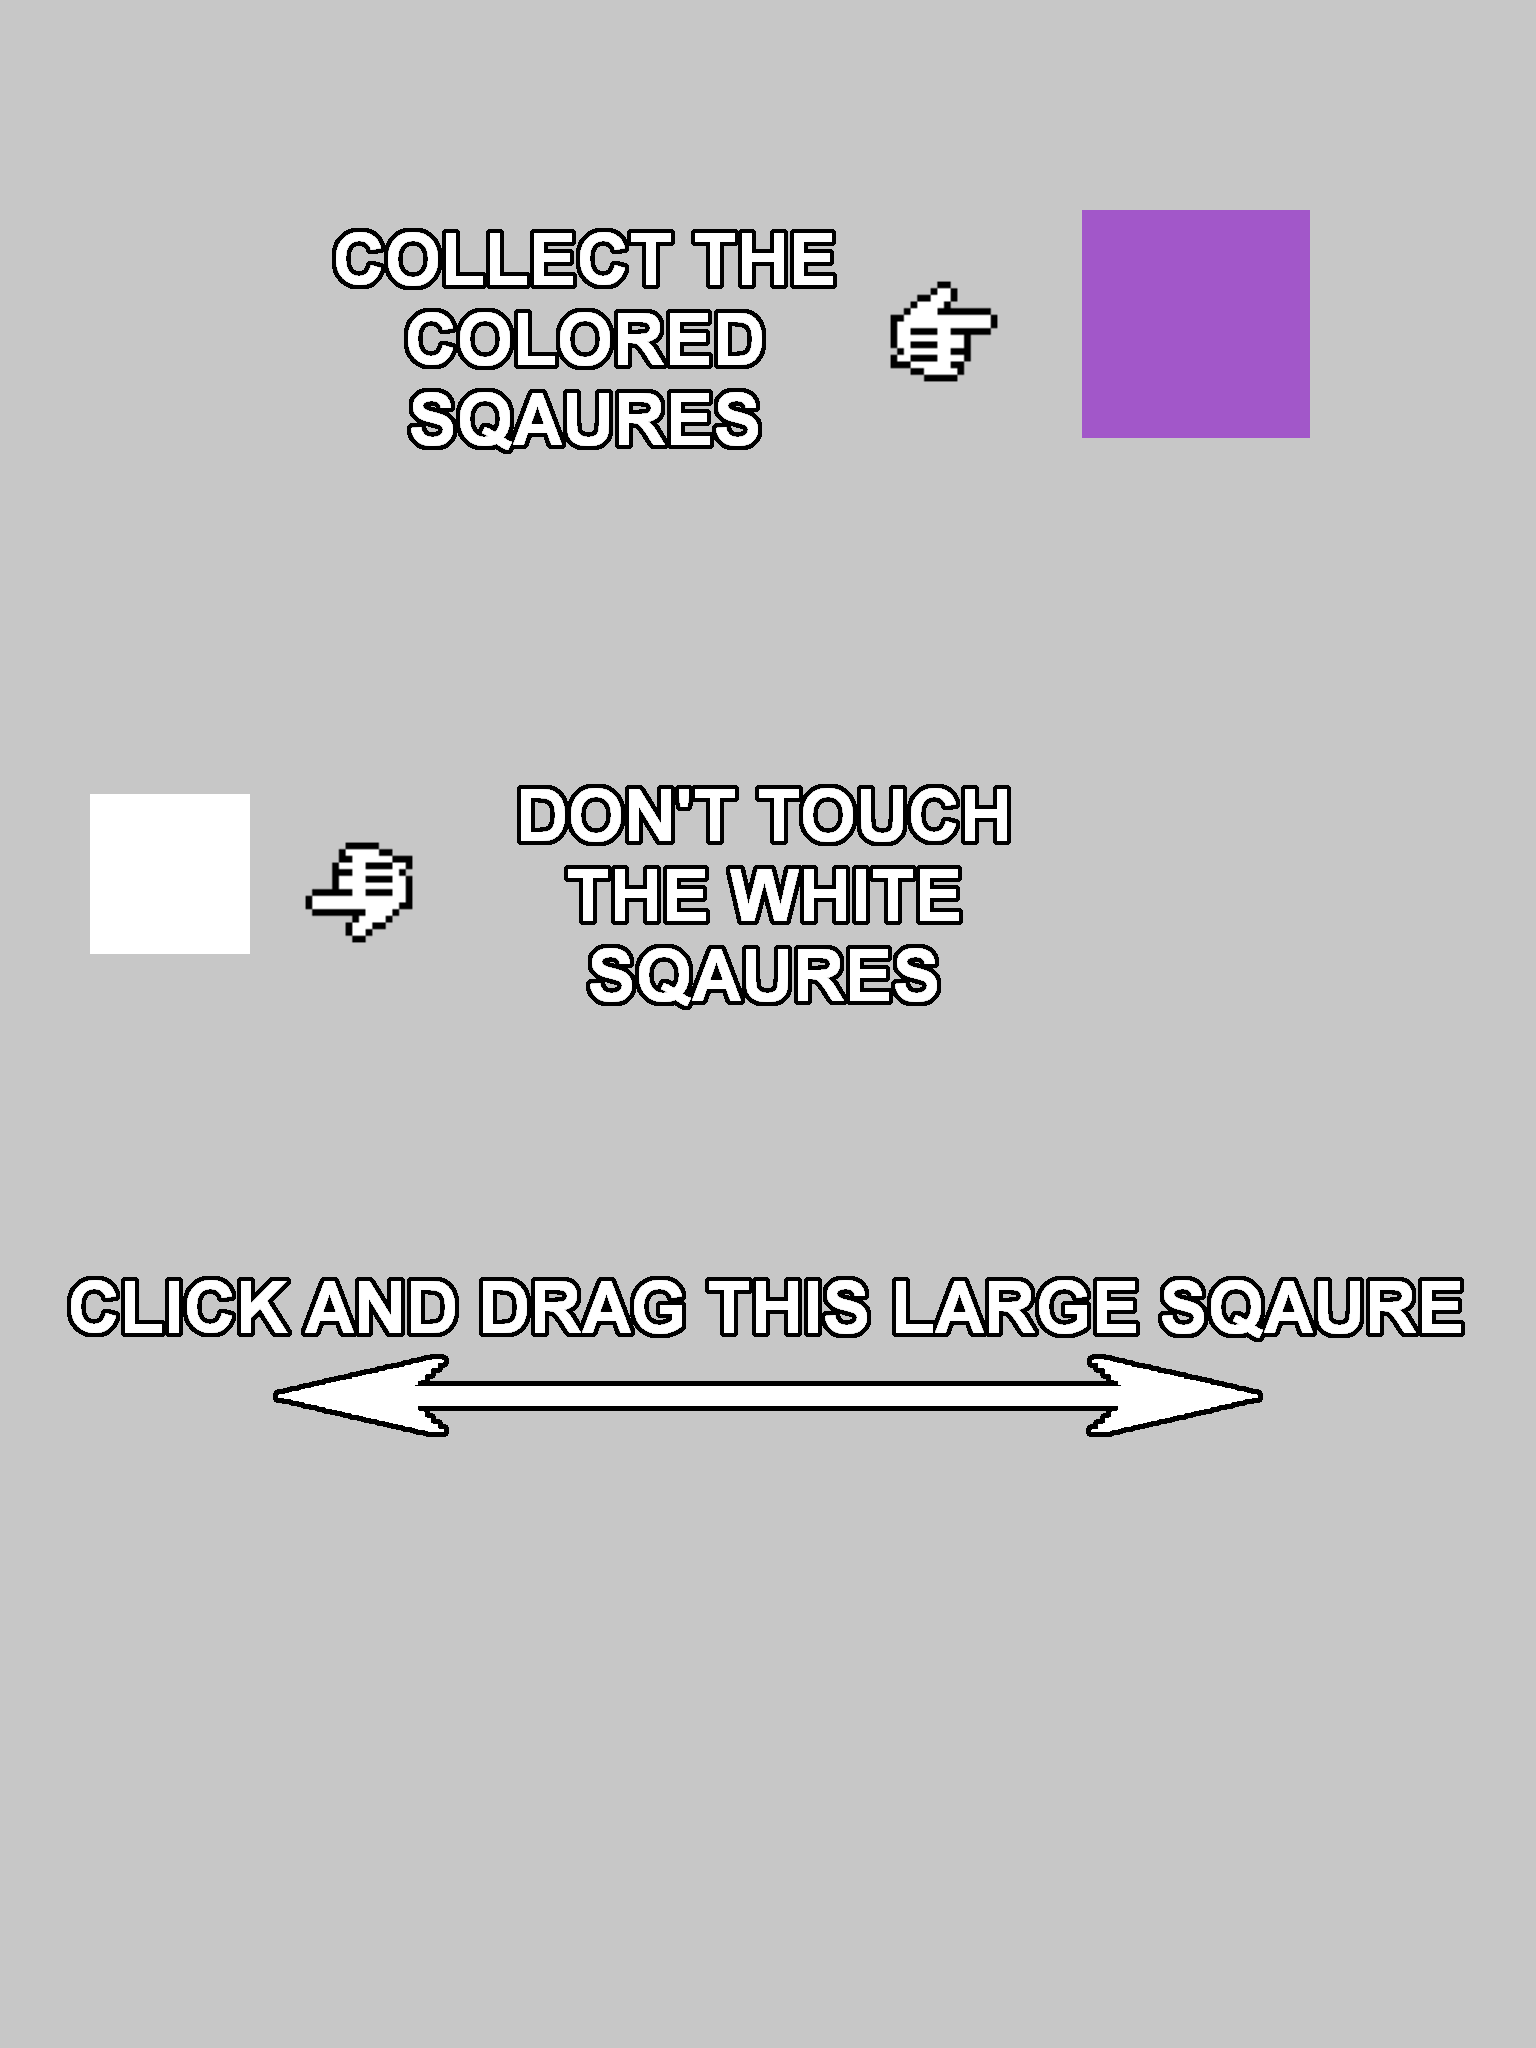 COLLECT THE
COLORED
SQAURES
DON'T TOUCH
THE WHITE
SQAURES
CLICK AND DRAG THIS LARGE SQAURE